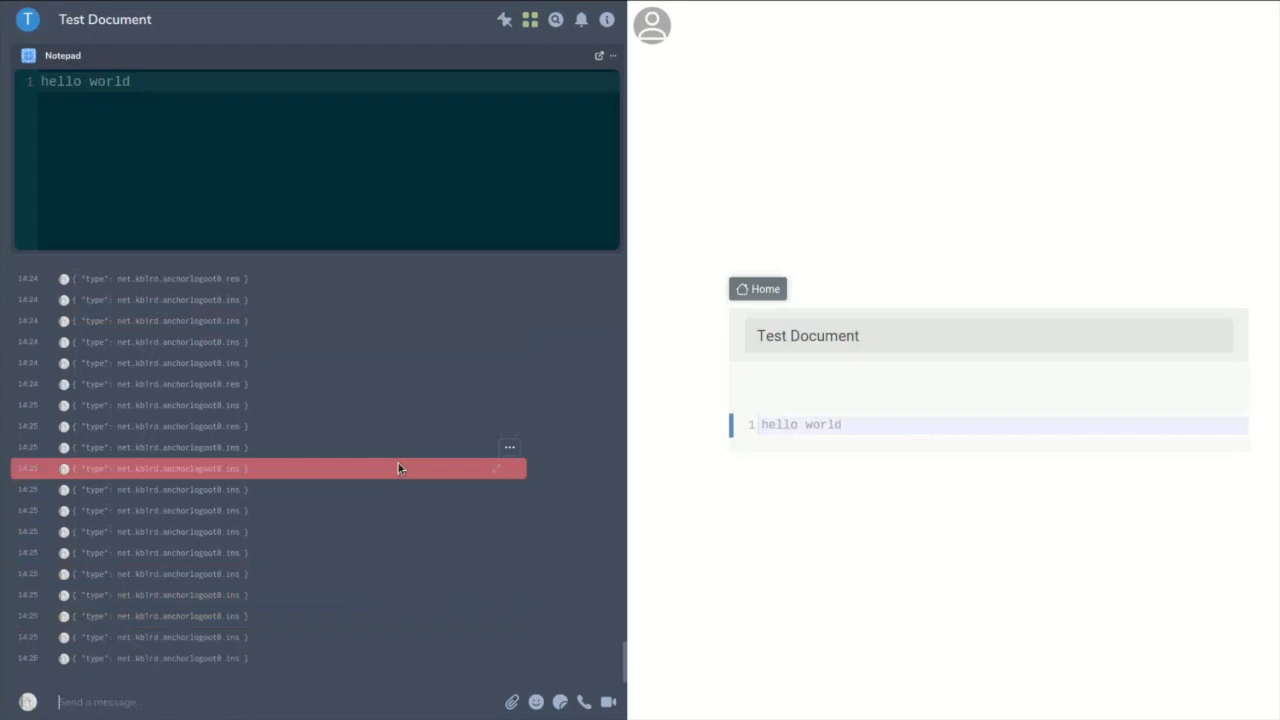 T Test Document
Notepad
1 hello world
14:24 { "type": net.kb1rd.anchorlogoot0.rem }
14:24 { "type": net.kb1rd.anchorlogoot0.ins }
14:24 { "type": net.kb1rd.anchorlogoot0.ins }
14:24 { "type": net.kb1rd.anchorlogoot0.ins }
14:24 { "type": net.kb1rd.anchorlogoot0.ins }
14:24 { "type": net.kb1rd.anchorlogoot0.rem }
14:25 { "type": net.kb1rd.anchorlogoot0.ins }
14:25 { "type": net.kb1rd.anchorlogoot0.rem }
14:25 { "type": net.kb1rd.anchorlogoot0.ins }
14:25 { "type": net.kb1rd.anchorlogoot0.ins }
14:25 { "type": net.kb1rd.anchorlogoot0.ins }
14:25 { "type": net.kb1rd.anchorlogoot0.ins }
14:25 { "type": net.kb1rd.anchorlogoot0.ins }
14:25 { "type": net.kb1rd.anchorlogoot0.ins }
14:25 { "type": net.kb1rd.anchorlogoot0.ins }
14:25 { "type": net.kb1rd.anchorlogoot0.ins }
14:25 { "type": net.kb1rd.anchorlogoot0.ins }
14:25 { "type": net.kb1rd.anchorlogoot0.ins }
14:26 { "type": net.kb1rd.anchorlogoot0.ins }
Send a message…
Home
Test Document
1 hello world